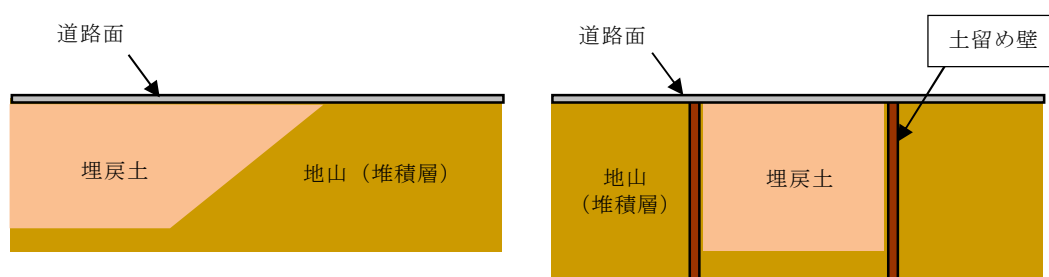 道路面
埋戻土
地山（堆積層）
道路面
土留め壁
地山
（堆積層）
埋戻土